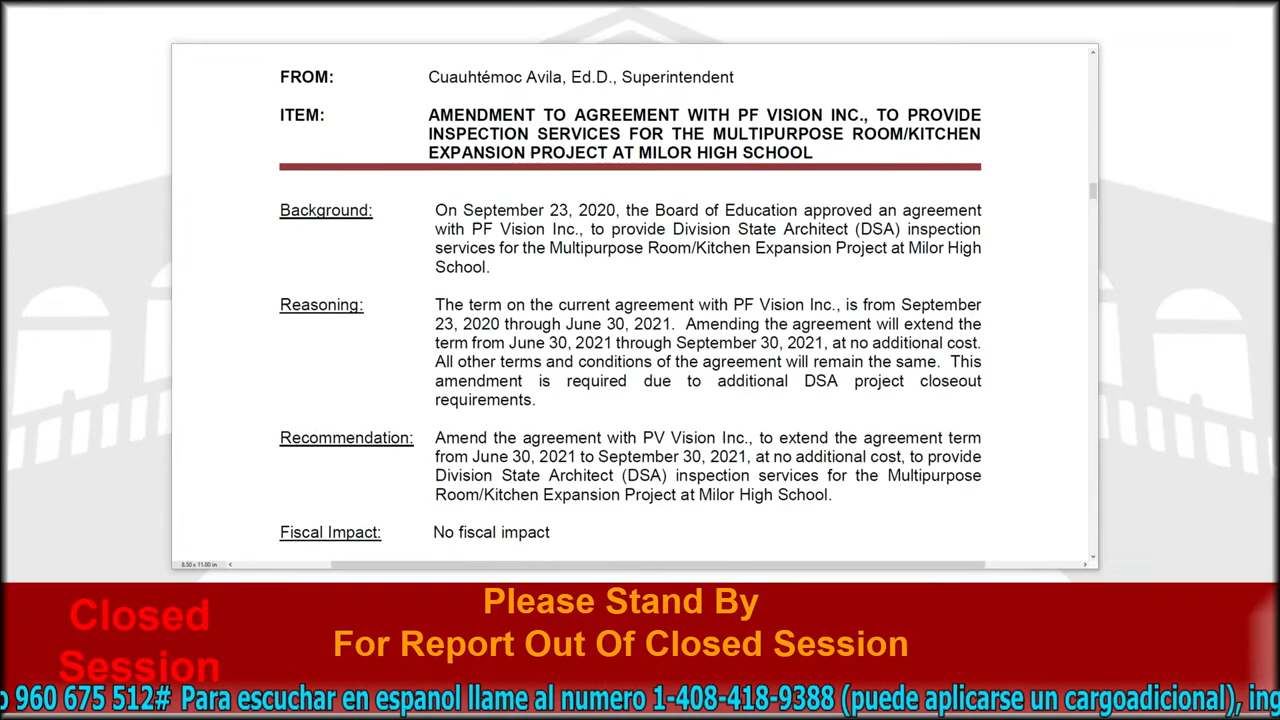 FROM: Cuauhtémoc Avila, Ed.D., Superintendent
ITEM: AMENDMENT TO AGREEMENT WITH PF VISION INC., TO PROVIDE
INSPECTION SERVICES FOR THE MULTIPURPOSE ROOM/KITCHEN
EXPANSION PROJECT AT MILOR HIGH SCHOOL
Background: On September 23, 2020, the Board of Education approved an agreement
with PF Vision Inc., to provide Division State Architect (DSA) inspection
services for the Multipurpose Room/Kitchen Expansion Project at Milor High
School.
Reasoning: The term on the current agreement with PF Vision Inc., is from September
23, 2020 through June 30, 2021. Amending the agreement will extend the
term from June 30, 2021 through September 30, 2021, at no additional cost.
All other terms and conditions of the agreement will remain the same. This
amendment is required due to additional DSA project closeout
requirements.
Recommendation: Amend the agreement with PV Vision Inc., to extend the agreement term
from June 30, 2021 to September 30, 2021, at no additional cost, to provide
Division State Architect (DSA) inspection services for the Multipurpose
Room/Kitchen Expansion Project at Milor High School.
Fiscal Impact: No fiscal impact
8.50 x 11.00 in
Closed
Session
Please Stand By
For Report Out Of Closed Session
o 960 675 512# Para escuchar en espanol llame al numero 1-408-418-9388 (puede aplicarse un cargoadicional), ing